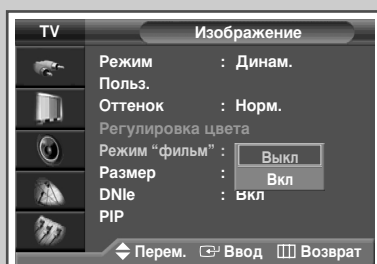 TV Изображение
Режим : Динам.
Польз.
Оттенок : Норм.
Регулировка цвета
Режим “фильм” : Выкл
Размер : Вкл
DNIe : Вкл
PIP
Перем. Ввод Возврат